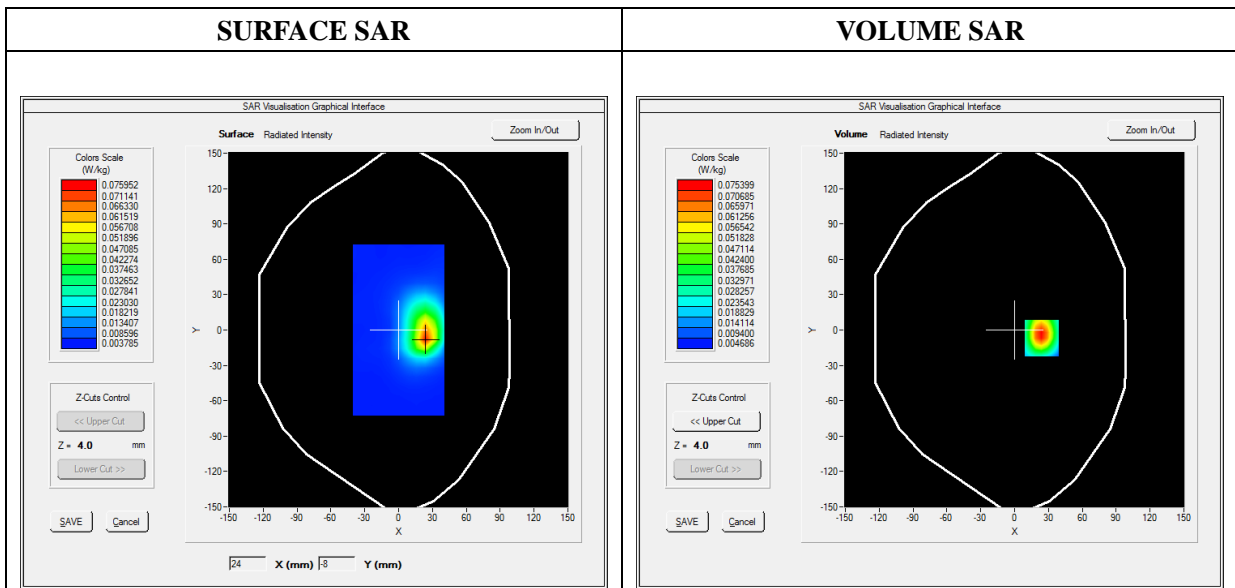 SURFACE SAR
VOLUME SAR
SAR Visualisation Graphical Interface
Surface Radiated Intensity
Zoom In/Out
Colors Scale
(W/kg)
0.075952
0.071141
0.066330
0.061519
0.056708
0.051896
0.047085
0.042274
0.037463
0.032652
0.027841
0.023030
0.018219
0.013407
0.008596
0.003785
150
120
90
60
30
0
-30
-60
-90
-120
-150
Y
-150 -120 -90 -60 -30 0 30 60 90 120 150
X
Z-Cuts Control
<< Upper Cut
Z = 4.0 mm
Lower Cut >>
SAVE Cancel
24 X (mm) -8 Y (mm)
SAR Visualisation Graphical Interface
Volume Radiated Intensity
Zoom In/Out
Colors Scale
(W/kg)
0.075399
0.070685
0.065971
0.061256
0.056542
0.051828
0.047114
0.042400
0.037685
0.032971
0.028257
0.023543
0.018829
0.014114
0.009400
0.004686
150
120
90
60
30
0
-30
-60
-90
-120
-150
Y
-150 -120 -90 -60 -30 0 30 60 90 120 150
X
Z-Cuts Control
<< Upper Cut
Z = 4.0 mm
Lower Cut >>
SAVE Cancel